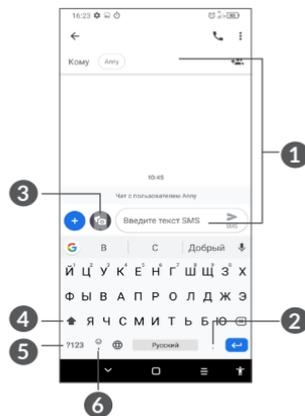 16:23
Кому Anny
10:45
Чат с пользователем Anny
Введите текст SMS
SMS
В С Добрый
Й Ц У К Е Н Г Ш Щ З Х
Ф Ы В А П Р О Л Д Ж Э
Я Ч С М И Т Ь Б Ю
?123 Русский .
1
3
4
2
5
6